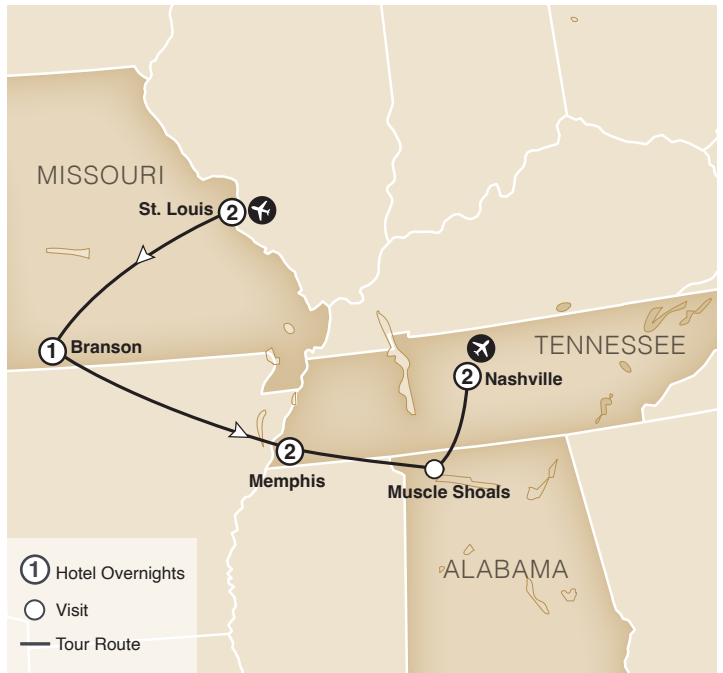 MISSOURI
St. Louis 2
1 Branson
TENNESSEE
2 Nashville
2
Memphis
Muscle Shoals
ALABAMA
1 Hotel Overnights
Visit
Tour Route